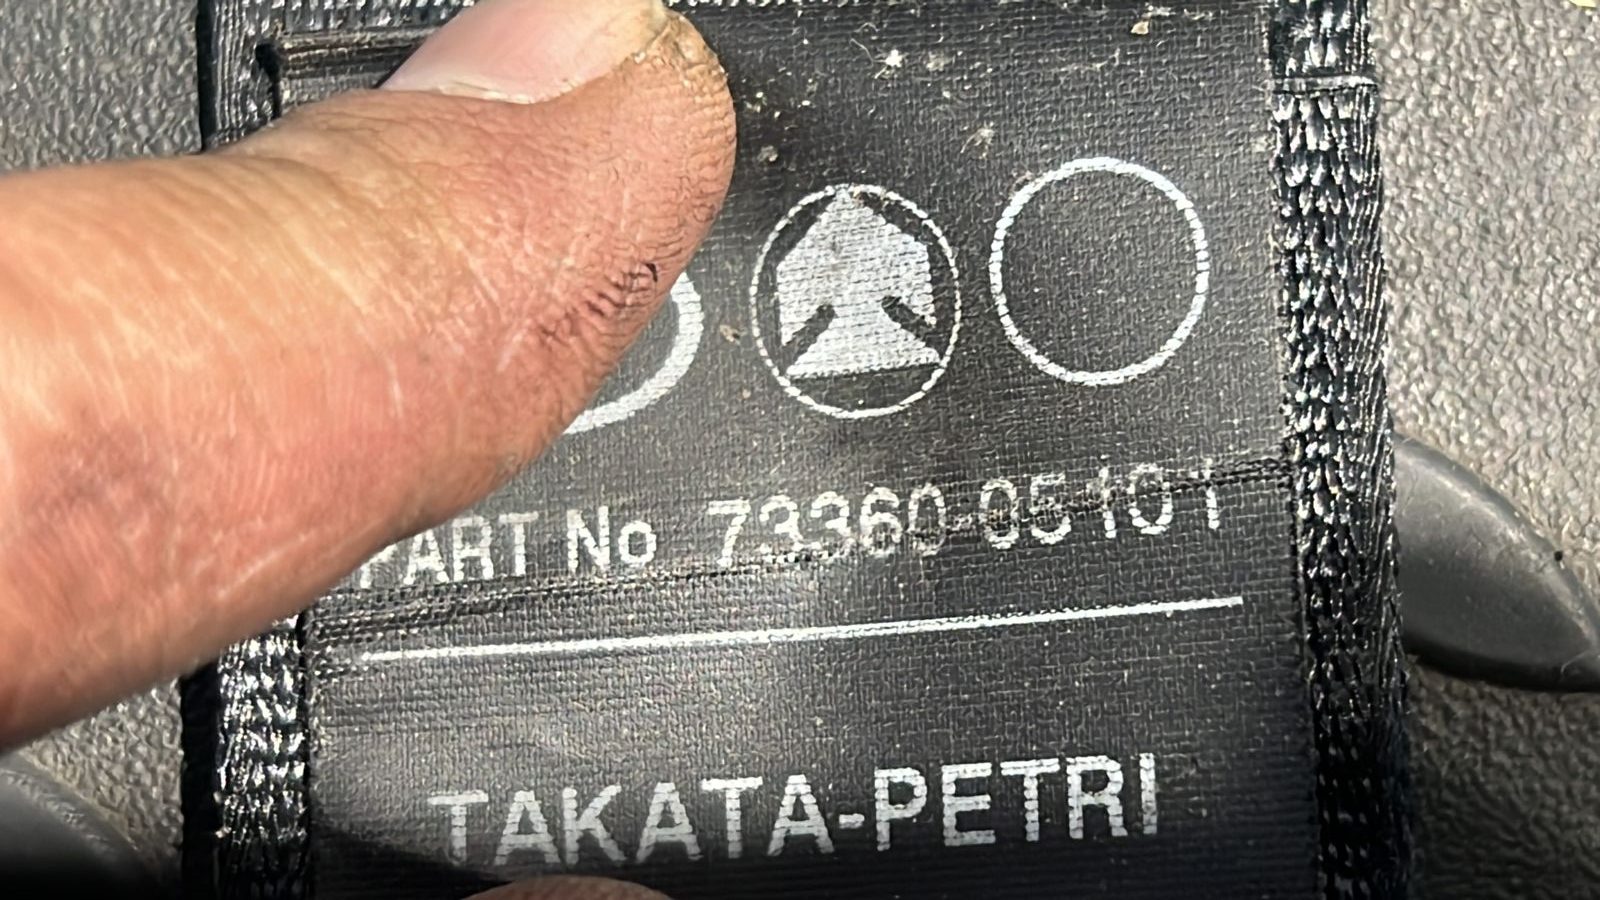 PART No 73360-05101
TAKATA-PETRI